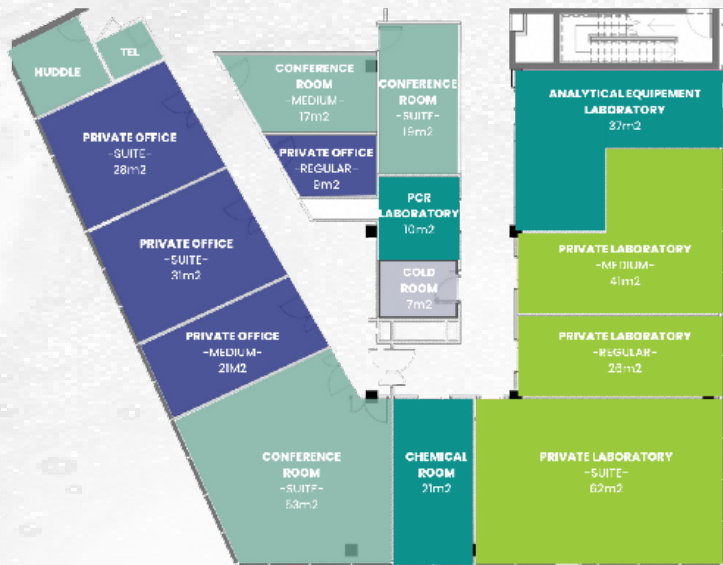 HUDDLE
TEL
PRIVATE OFFICE
-SUITE-
28m2
PRIVATE OFFICE
-SUITE-
31m2
PRIVATE OFFICE
-MEDIUM-
21M2
CONFERENCE
ROOM
-SUITE-
53m2
CONFERENCE
ROOM
-MEDIUM-
17m2
PRIVATE OFFICE
-REGULAR-
9m2
CONFERENCE
ROOM
-SUITE-
19m2
PCR
LABORATORY
10m2
COLD
ROOM
7m2
CHEMICAL
ROOM
21m2
ANALYTICAL EQUIPEMENT
LABORATORY
37m2
PRIVATE LABORATORY
-MEDIUM-
41m2
PRIVATE LABORATORY
-REGULAR-
26m2
PRIVATE LABORATORY
-SUITE-
62m2